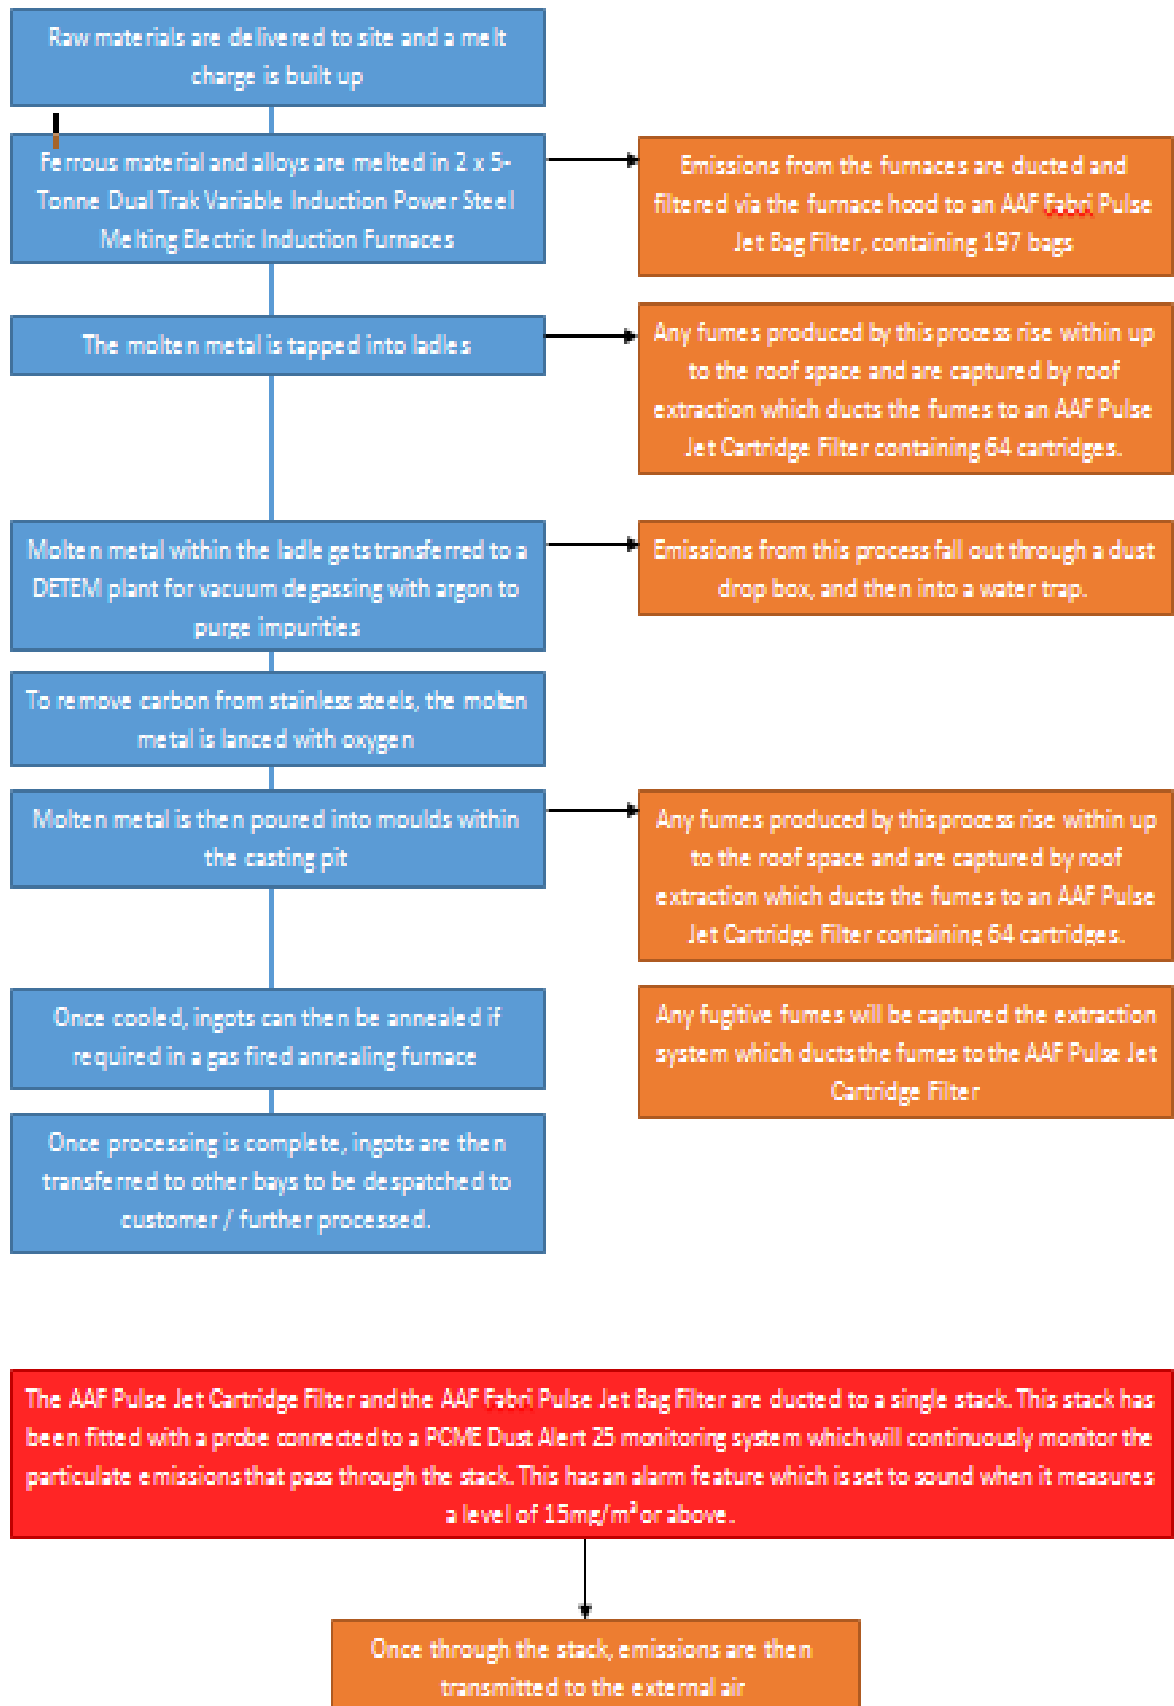 Raw materials are delivered to site and a melt
charge is built up
Ferrous material and alloys are melted in 2 x 5-
Tonne Dual Trak Variable Induction Power Steel
Melting Electric Induction Furnaces
Emissions from the furnaces are ducted and
filtered via the furnace hood to an AAF Fabri Pulse
Jet Bag Filter, containing 197 bags
The molten metal is tapped into ladles
Any fumes produced by this process rise within up
to the roof space and are captured by roof
extraction which ducts the fumes to an AAF Pulse
Jet Cartridge Filter containing 64 cartridges.
Molten metal within the ladle gets transferred to a
DETEM plant for vacuum degassing with argon to
purge impurities
Emissions from this process fall out through a dust
drop box, and then into a water trap.
To remove carbon from stainless steels, the molten
metal is lanced with oxygen
Molten metal is then poured into moulds within
the casting pit
Any fumes produced by this process rise within up
to the roof space and are captured by roof
extraction which ducts the fumes to an AAF Pulse
Jet Cartridge Filter containing 64 cartridges.
Once cooled, ingots can then be annealed if
required in a gas fired annealing furnace
Any fugitive fumes will be captured the extraction
system which ducts the fumes to the AAF Pulse Jet
Cartridge Filter
Once processing is complete, ingots are then
transferred to other bays to be despatched to
customer / further processed.
The AAF Pulse Jet Cartridge Filter and the AAF Fabri Pulse Jet Bag Filter are ducted to a single stack. This stack has
been fitted with a probe connected to a PCME Dust Alert 25 monitoring system which will continuously monitor the
particulate emissions that pass through the stack. This has an alarm feature which is set to sound when it measures
a level of 15mg/m³ or above.
Once through the stack, emissions are then
transmitted to the external air